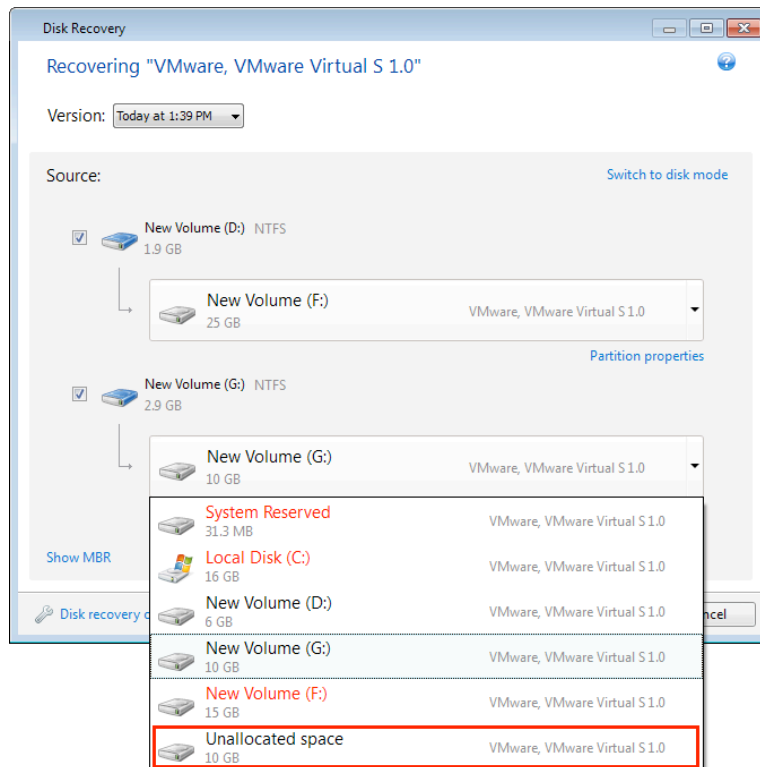 Disk Recovery
Recovering "VMware, VMware Virtual S 1.0"
Version: Today at 1:39 PM
Source:
Switch to disk mode
New Volume (D:) NTFS
1.9 GB
New Volume (F:)
VMware, VMware Virtual S 1.0
25 GB
Partition properties
New Volume (G:) NTFS
2.9 GB
New Volume (G:)
VMware, VMware Virtual S 1.0
10 GB
System Reserved
VMware, VMware Virtual S 1.0
31.3 MB
Show MBR
Local Disk (C:)
VMware, VMware Virtual S 1.0
16 GB
Disk recovery o
New Volume (D:)
VMware, VMware Virtual S 1.0
6 GB
ncel
New Volume (G:)
VMware, VMware Virtual S 1.0
10 GB
New Volume (F:)
VMware, VMware Virtual S 1.0
15 GB
Unallocated space
VMware, VMware Virtual S 1.0
10 GB